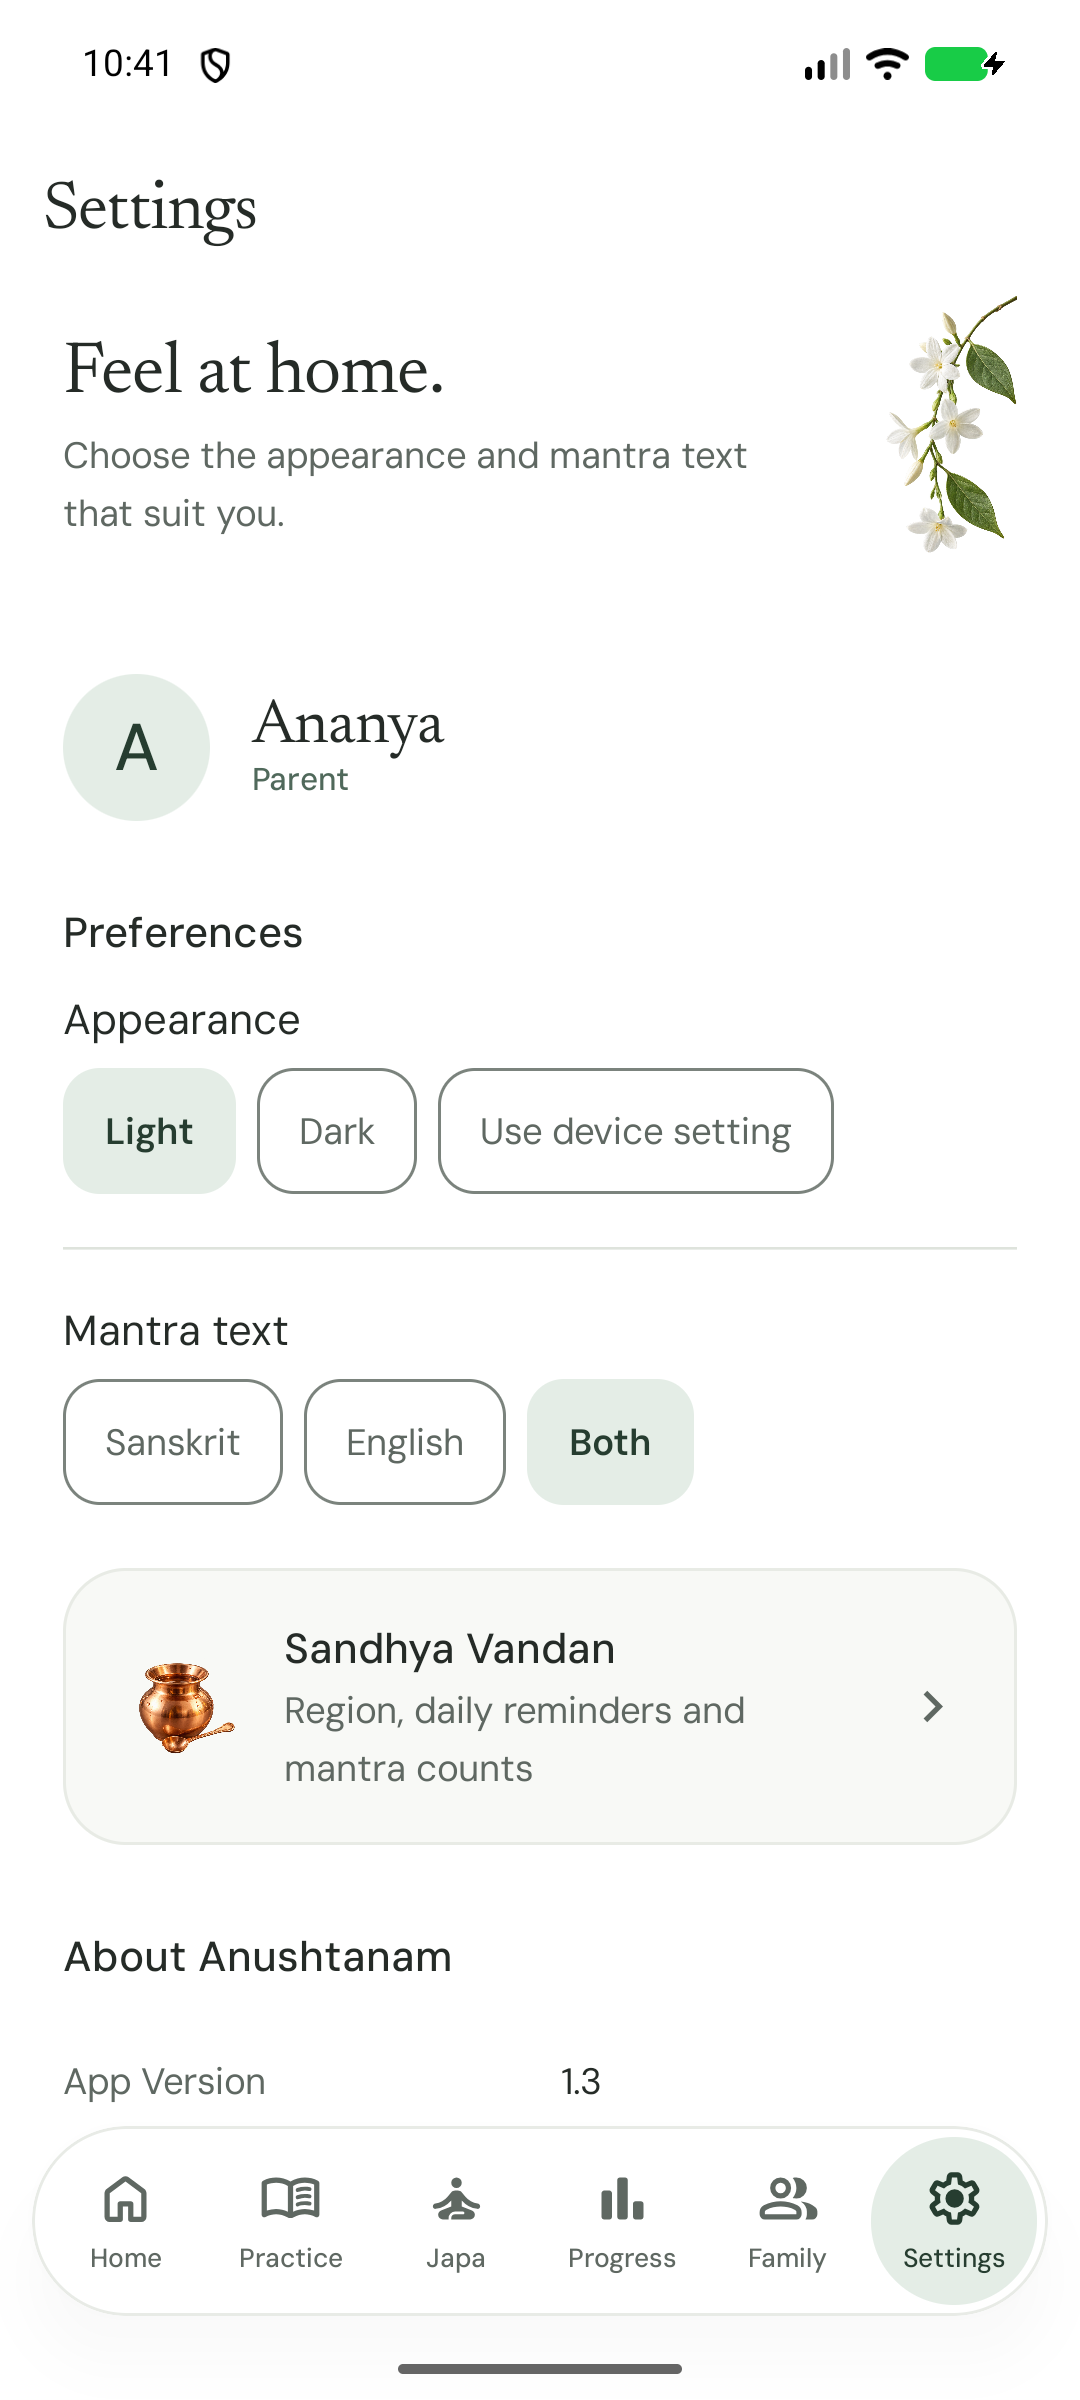 10:41
Settings
Feel at home.
Choose the appearance and mantra text
that suit you.
A
Ananya
Parent
Preferences
Appearance
Light
Dark
Use device setting
Mantra text
Sanskrit
English
Both
Sandhya Vandan
Region, daily reminders and
mantra counts
About Anushtanam
App Version 1.3
Home
Practice
Japa
Progress
Family
Settings